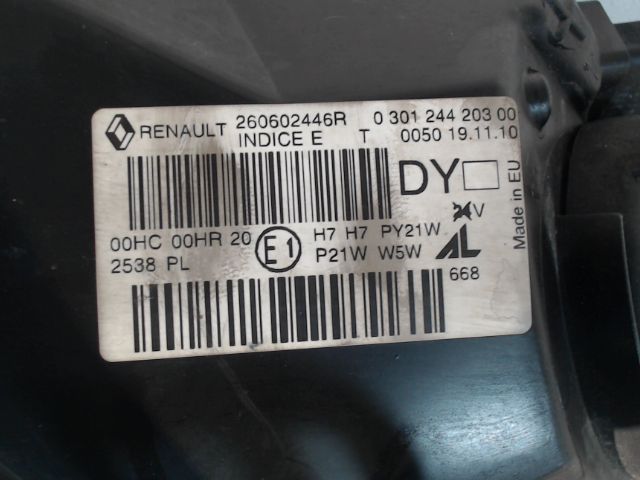 RENAULT 260602446R 0 301 244 203 00
INDICE E T 0050 19.11.10
DY
Made in EU
24V
00HC 00HR 20 E1 H7 H7 PY21W AL
2538 PL P21W W5W
668